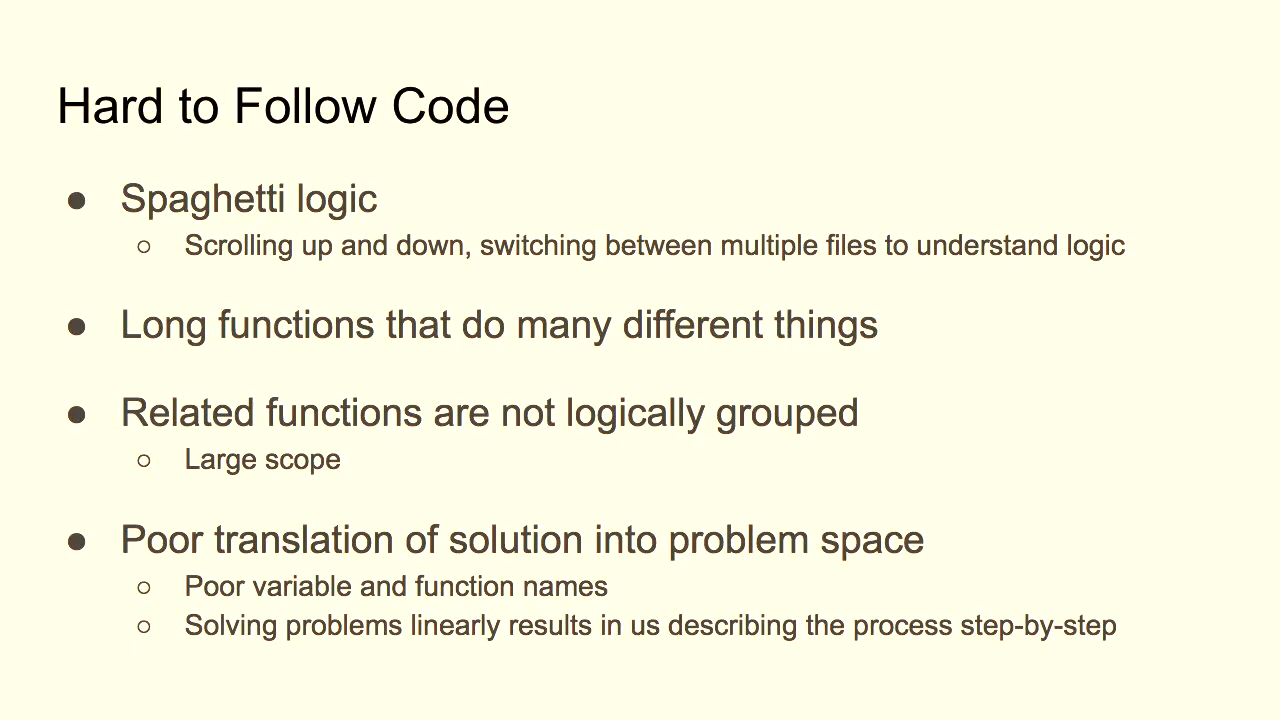 Hard to Follow Code
● Spaghetti logic
○ Scrolling up and down, switching between multiple files to understand logic
● Long functions that do many different things
● Related functions are not logically grouped
○ Large scope
● Poor translation of solution into problem space
○ Poor variable and function names
○ Solving problems linearly results in us describing the process step-by-step